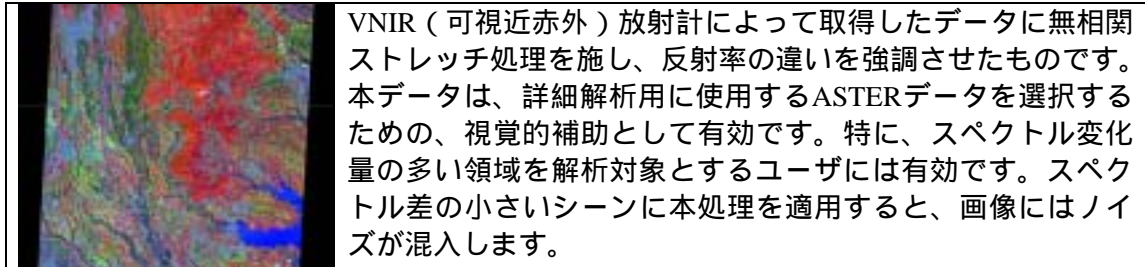 VNIR（可視近赤外）放射計によって取得したデータに無相関
ストレッチ処理を施し、反射率の違いを強調させたものです。
本データは、詳細解析用に使用するASTERデータを選択する
ための、視覚的補助として有効です。特に、スペクトル変化
量の多い領域を解析対象とするユーザには有効です。スペク
トル差の小さいシーンに本処理を適用すると、画像にはノイ
ズが混入します。